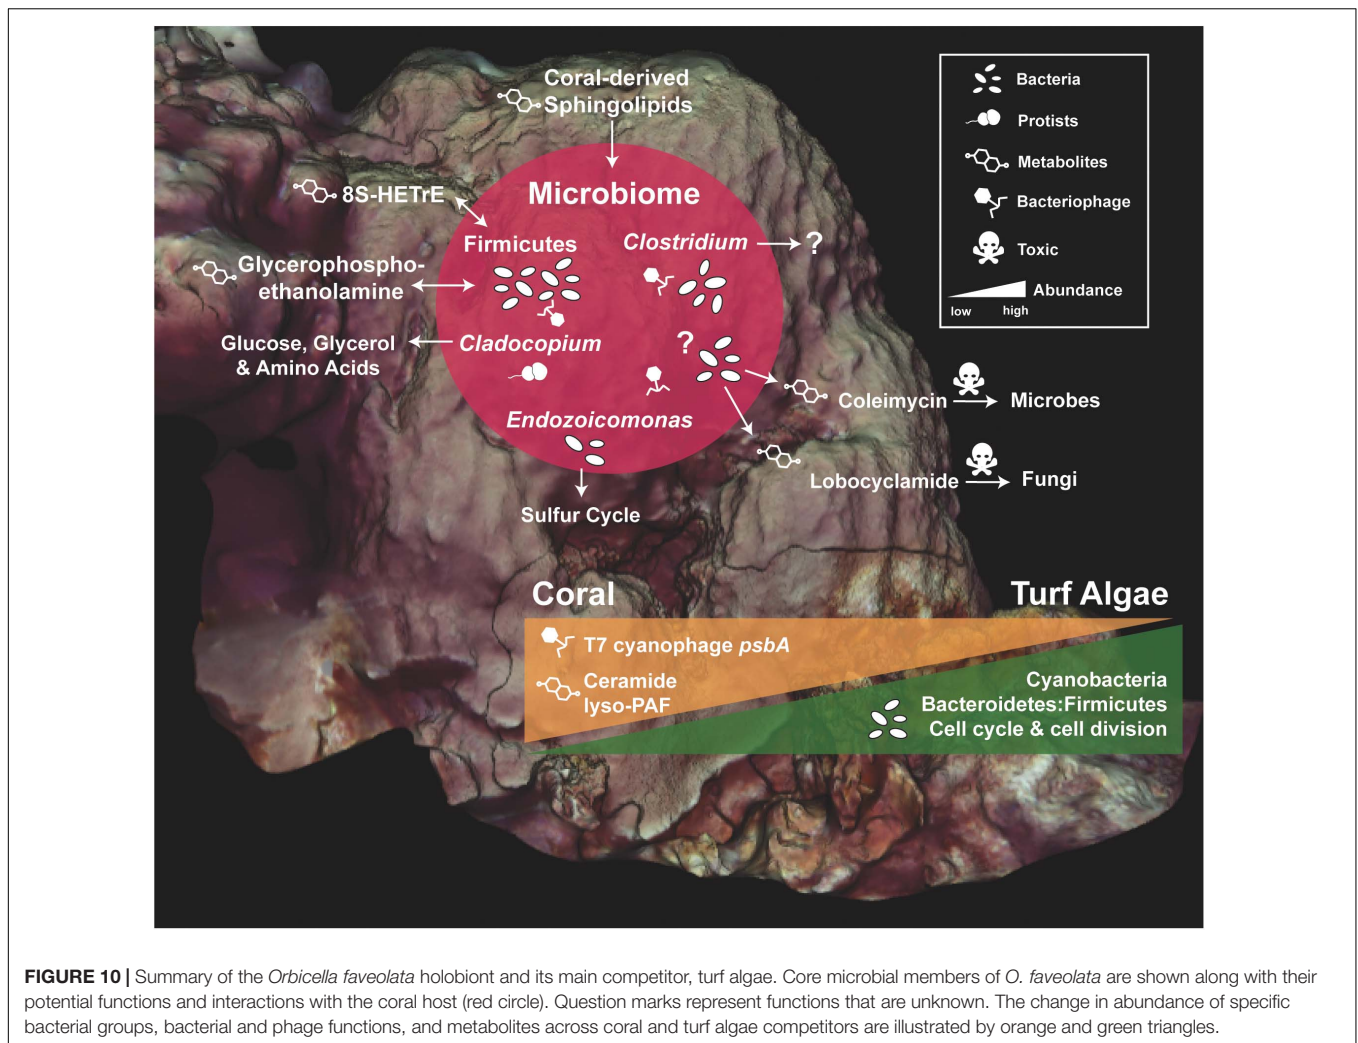 Coral-derived
Sphingolipids
Microbiome
8S-HETrE
Firmicutes
Clostridium
?
Glycerophospho-
ethanolamine
Glucose, Glycerol
& Amino Acids
Cladocopium
?
Endozoicomonas
Sulfur Cycle
Coleimycin
Microbes
Lobocyclamide
Fungi
Bacteria
Protists
Metabolites
Bacteriophage
Toxic
Abundance
low high
Coral
Turf Algae
T7 cyanophage psbA
Ceramide
lyso-PAF
Cyanobacteria
Bacteroidetes:Firmicutes
Cell cycle & cell division
FIGURE 10 | Summary of the Orbicella faveolata holobiont and its main competitor, turf algae. Core microbial members of O. faveolata are shown along with their
potential functions and interactions with the coral host (red circle). Question marks represent functions that are unknown. The change in abundance of specific
bacterial groups, bacterial and phage functions, and metabolites across coral and turf algae competitors are illustrated by orange and green triangles.